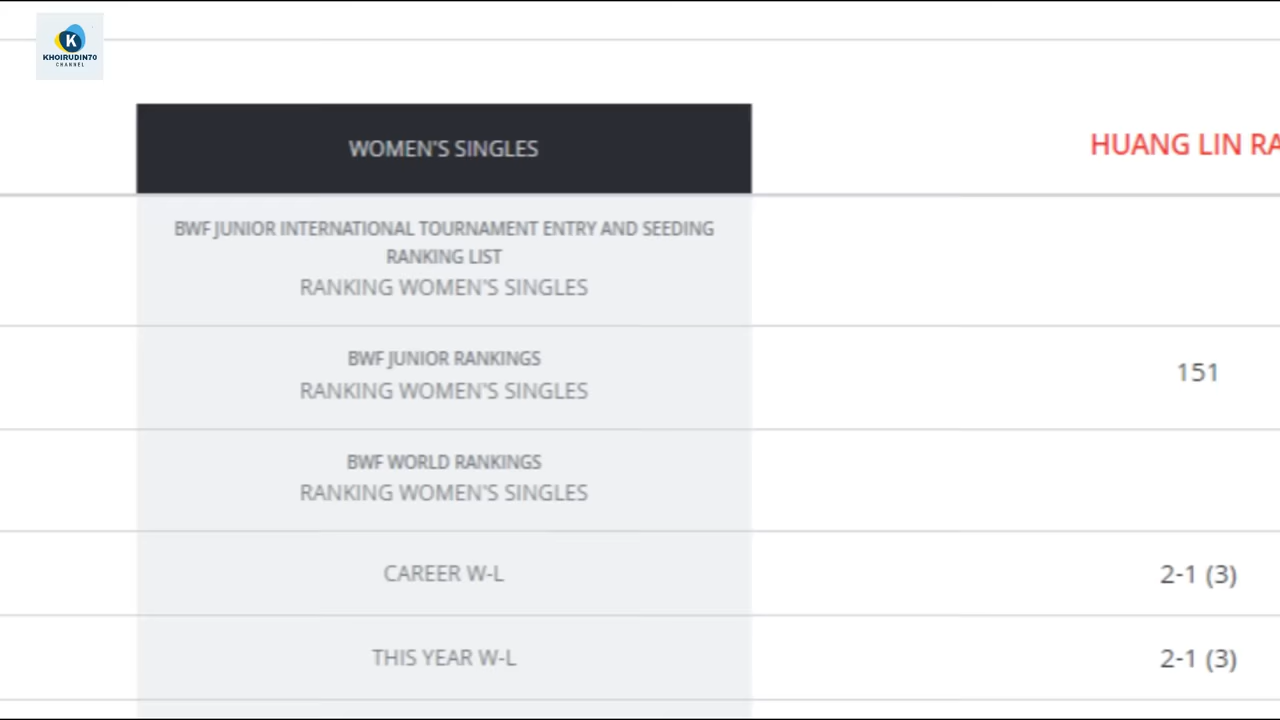 K
KHOIRUDIN70
CHANNEL
WOMEN'S SINGLES
HUANG LIN RA
BWF JUNIOR INTERNATIONAL TOURNAMENT ENTRY AND SEEDING
RANKING LIST
RANKING WOMEN'S SINGLES
BWF JUNIOR RANKINGS
RANKING WOMEN'S SINGLES
151
BWF WORLD RANKINGS
RANKING WOMEN'S SINGLES
CAREER W-L
2-1 (3)
THIS YEAR W-L
2-1 (3)